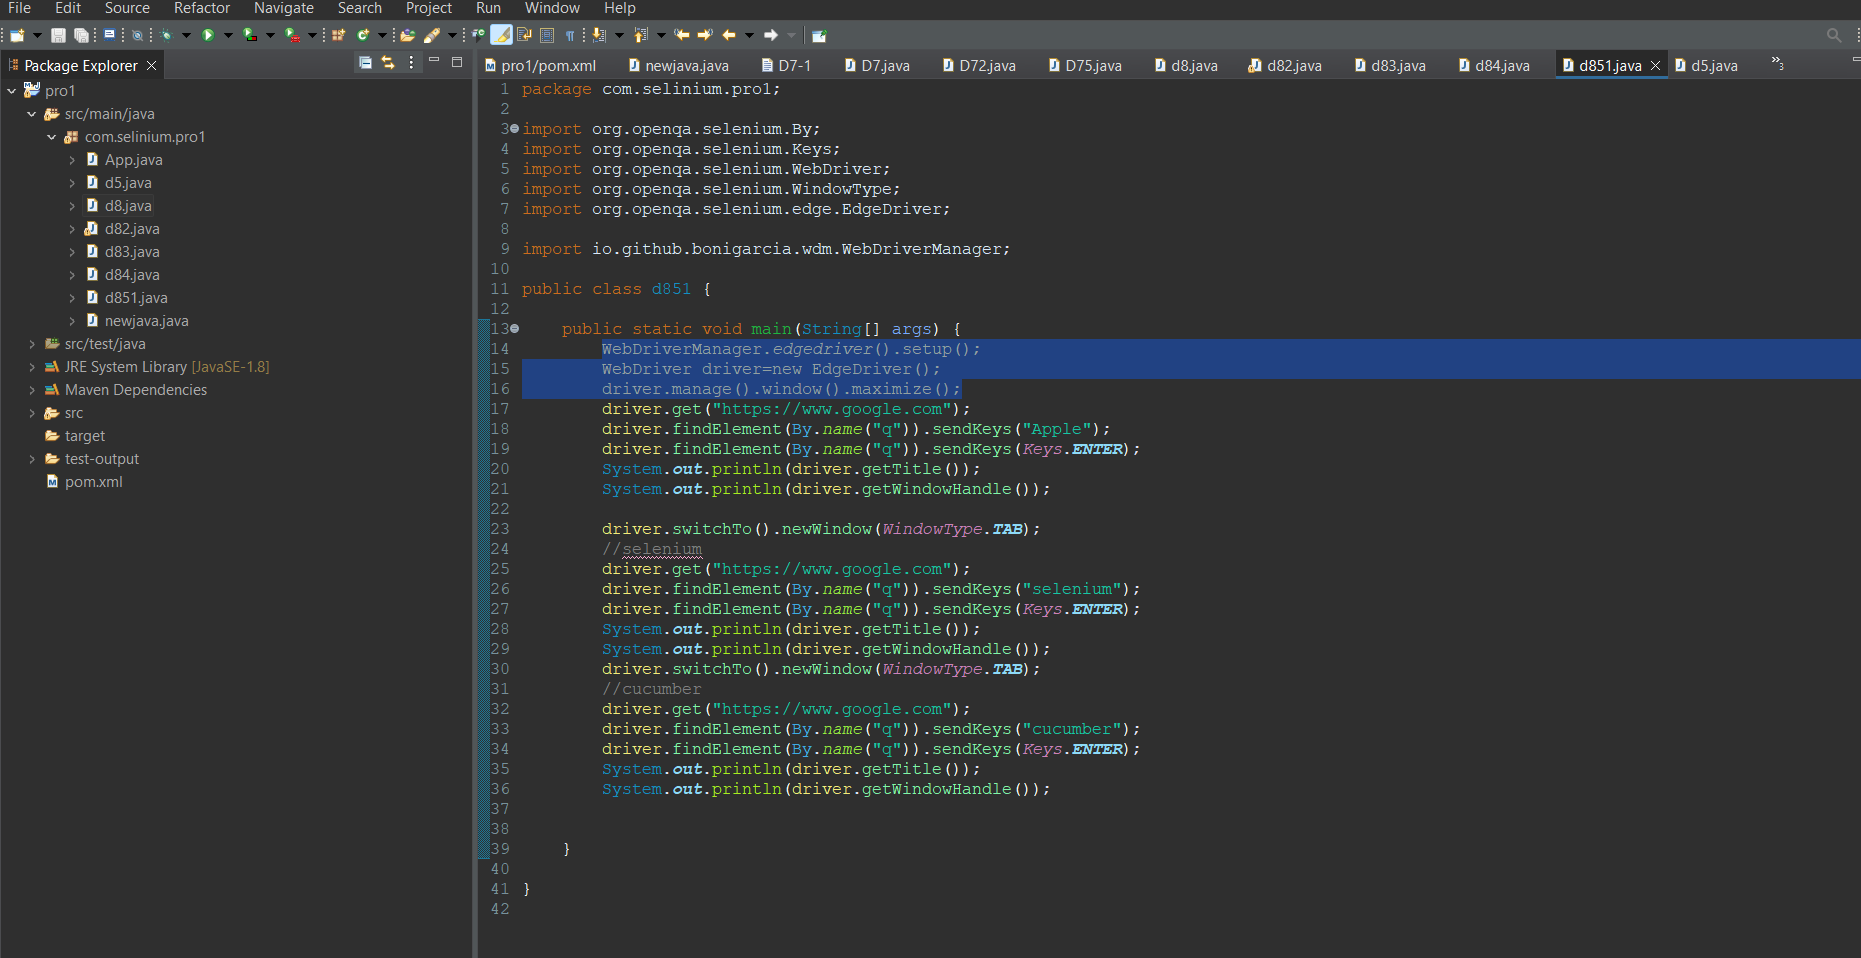 File Edit Source Refactor Navigate Search Project Run Window Help
Package Explorer
pro1/pom.xml newjava.java D7-1 D7.java D72.java D75.java d8.java d82.java d83.java d84.java d851.java d5.java »3
pro1
src/main/java
com.selinium.pro1
App.java
d5.java
d8.java
d82.java
d83.java
d84.java
d851.java
newjava.java
src/test/java
JRE System Library [JavaSE-1.8]
Maven Dependencies
src
target
test-output
pom.xml
1 package com.selinium.pro1;
2
3 import org.openqa.selenium.By;
4 import org.openqa.selenium.Keys;
5 import org.openqa.selenium.WebDriver;
6 import org.openqa.selenium.WindowType;
7 import org.openqa.selenium.edge.EdgeDriver;
8
9 import io.github.bonigarcia.wdm.WebDriverManager;
10
11 public class d851 {
12
13 public static void main(String[] args) {
14 WebDriverManager.edgedriver().setup();
15 WebDriver driver=new EdgeDriver();
16 driver.manage().window().maximize();
17 driver.get("https://www.google.com");
18 driver.findElement(By.name("q")).sendKeys("Apple");
19 driver.findElement(By.name("q")).sendKeys(Keys.ENTER);
20 System.out.println(driver.getTitle());
21 System.out.println(driver.getWindowHandle());
22
23 driver.switchTo().newWindow(WindowType.TAB);
24 //selenium
25 driver.get("https://www.google.com");
26 driver.findElement(By.name("q")).sendKeys("selenium");
27 driver.findElement(By.name("q")).sendKeys(Keys.ENTER);
28 System.out.println(driver.getTitle());
29 System.out.println(driver.getWindowHandle());
30 driver.switchTo().newWindow(WindowType.TAB);
31 //cucumber
32 driver.get("https://www.google.com");
33 driver.findElement(By.name("q")).sendKeys("cucumber");
34 driver.findElement(By.name("q")).sendKeys(Keys.ENTER);
35 System.out.println(driver.getTitle());
36 System.out.println(driver.getWindowHandle());
37
38
39 }
40
41 }
42